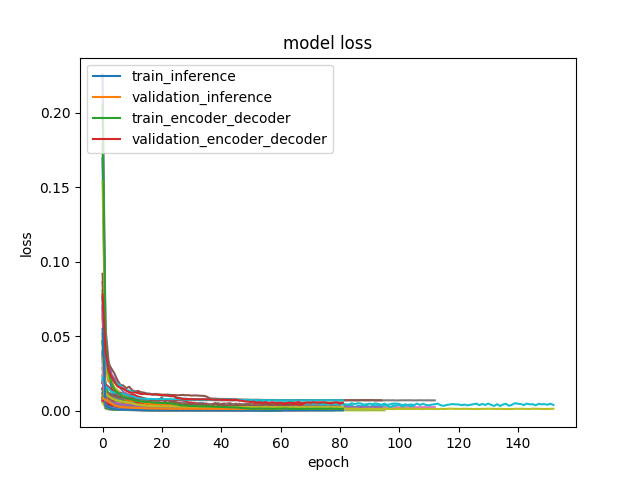 model loss
train_inference
validation_inference
train_encoder_decoder
validation_encoder_decoder
0.20
0.15
0.10
0.05
0.00
loss
0 20 40 60 80 100 120 140
epoch